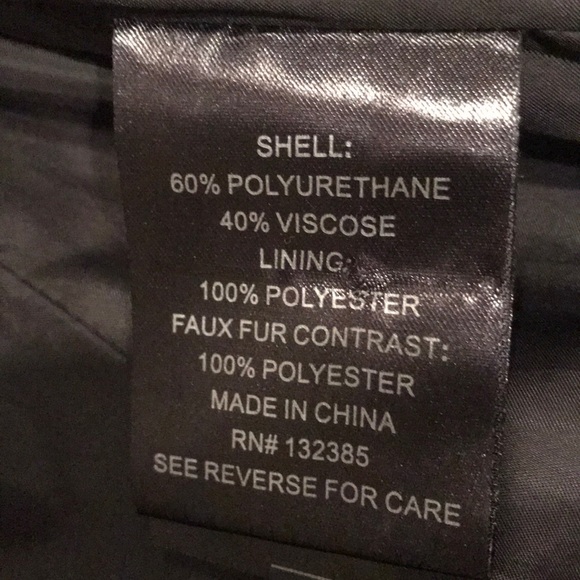 SHELL:
60% POLYURETHANE
40% VISCOSE
LINING:
100% POLYESTER
FAUX FUR CONTRAST:
100% POLYESTER
MADE IN CHINA
RN# 132385
SEE REVERSE FOR CARE